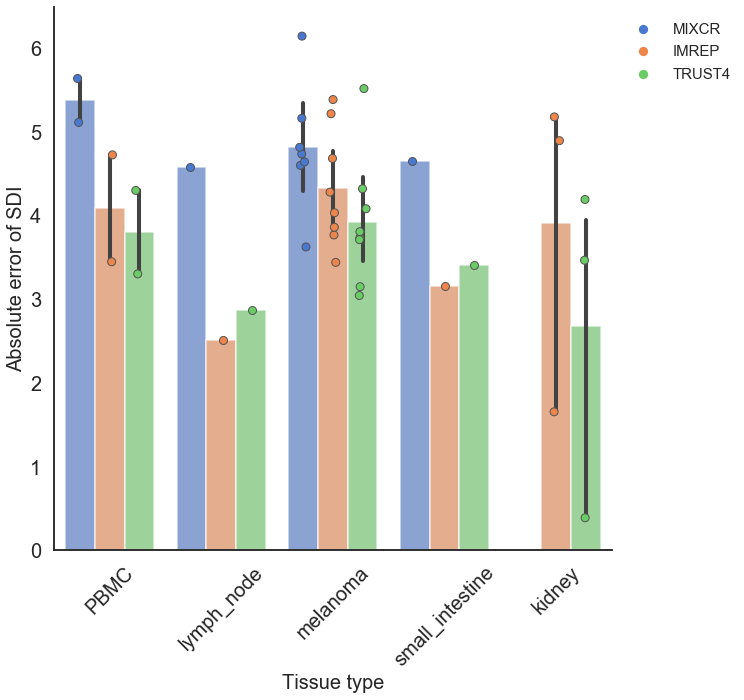 MIXCR
IMREP
TRUST4
Absolute error of SDI
6
5
4
3
2
1
0
PBMC
lymph_node
melanoma
small_intestine
kidney
Tissue type